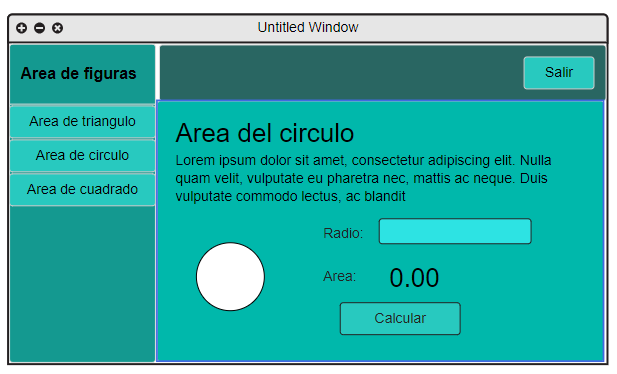 Untitled Window
Area de figuras
Salir
Area de triangulo
Area de circulo
Area de cuadrado
Area del circulo
Lorem ipsum dolor sit amet, consectetur adipiscing elit. Nulla
quam velit, vulputate eu pharetra nec, mattis ac neque. Duis
vulputate commodo lectus, ac blandit
Radio:
Area:
0.00
Calcular